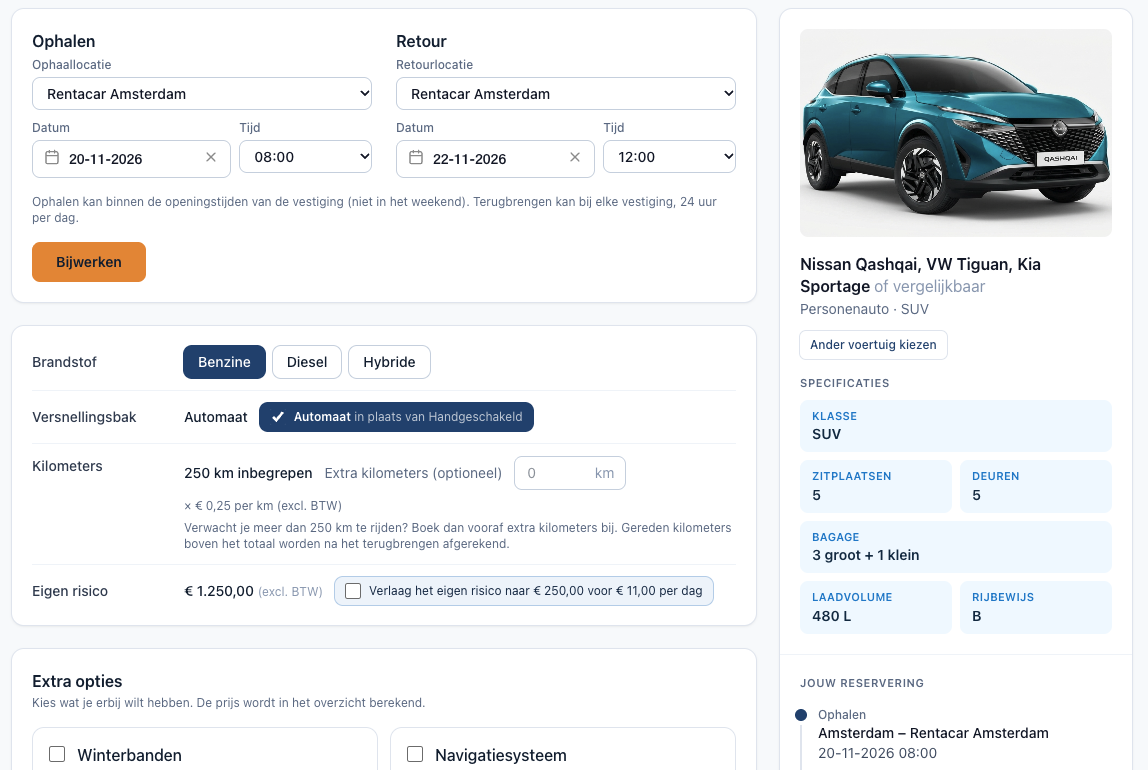 Ophalen
Ophaallocatie
Rentacar Amsterdam
Datum
Tijd
20-11-2026
08:00
Retour
Retourlocatie
Rentacar Amsterdam
Datum
Tijd
22-11-2026
12:00
Ophalen kan binnen de openingstijden van de vestiging (niet in het weekend). Terugbrengen kan bij elke vestiging, 24 uur
per dag.
Bijwerken
Brandstof
Benzine
Diesel
Hybride
Versnellingsbak
Automaat
Automaat in plaats van Handgeschakeld
Kilometers
250 km inbegrepen
Extra kilometers (optioneel)
0 km
× € 0,25 per km (excl. BTW)
Verwacht je meer dan 250 km te rijden? Boek dan vooraf extra kilometers bij. Gereden kilometers
boven het totaal worden na het terugbrengen afgerekend.
Eigen risico
€ 1.250,00 (excl. BTW)
Verlaag het eigen risico naar € 250,00 voor € 11,00 per dag
Extra opties
Kies wat je erbij wilt hebben. De prijs wordt in het overzicht berekend.
Winterbanden
Navigatiesysteem
QASHQAI
Nissan Qashqai, VW Tiguan, Kia
Sportage of vergelijkbaar
Personenauto · SUV
Ander voertuig kiezen
SPECIFICATIES
KLASSE
SUV
ZITPLAATSEN
5
DEUREN
5
BAGAGE
3 groot + 1 klein
LAADVOLUME
480 L
RIJBEWIJS
B
JOUW RESERVERING
Ophalen
Amsterdam – Rentacar Amsterdam
20-11-2026 08:00